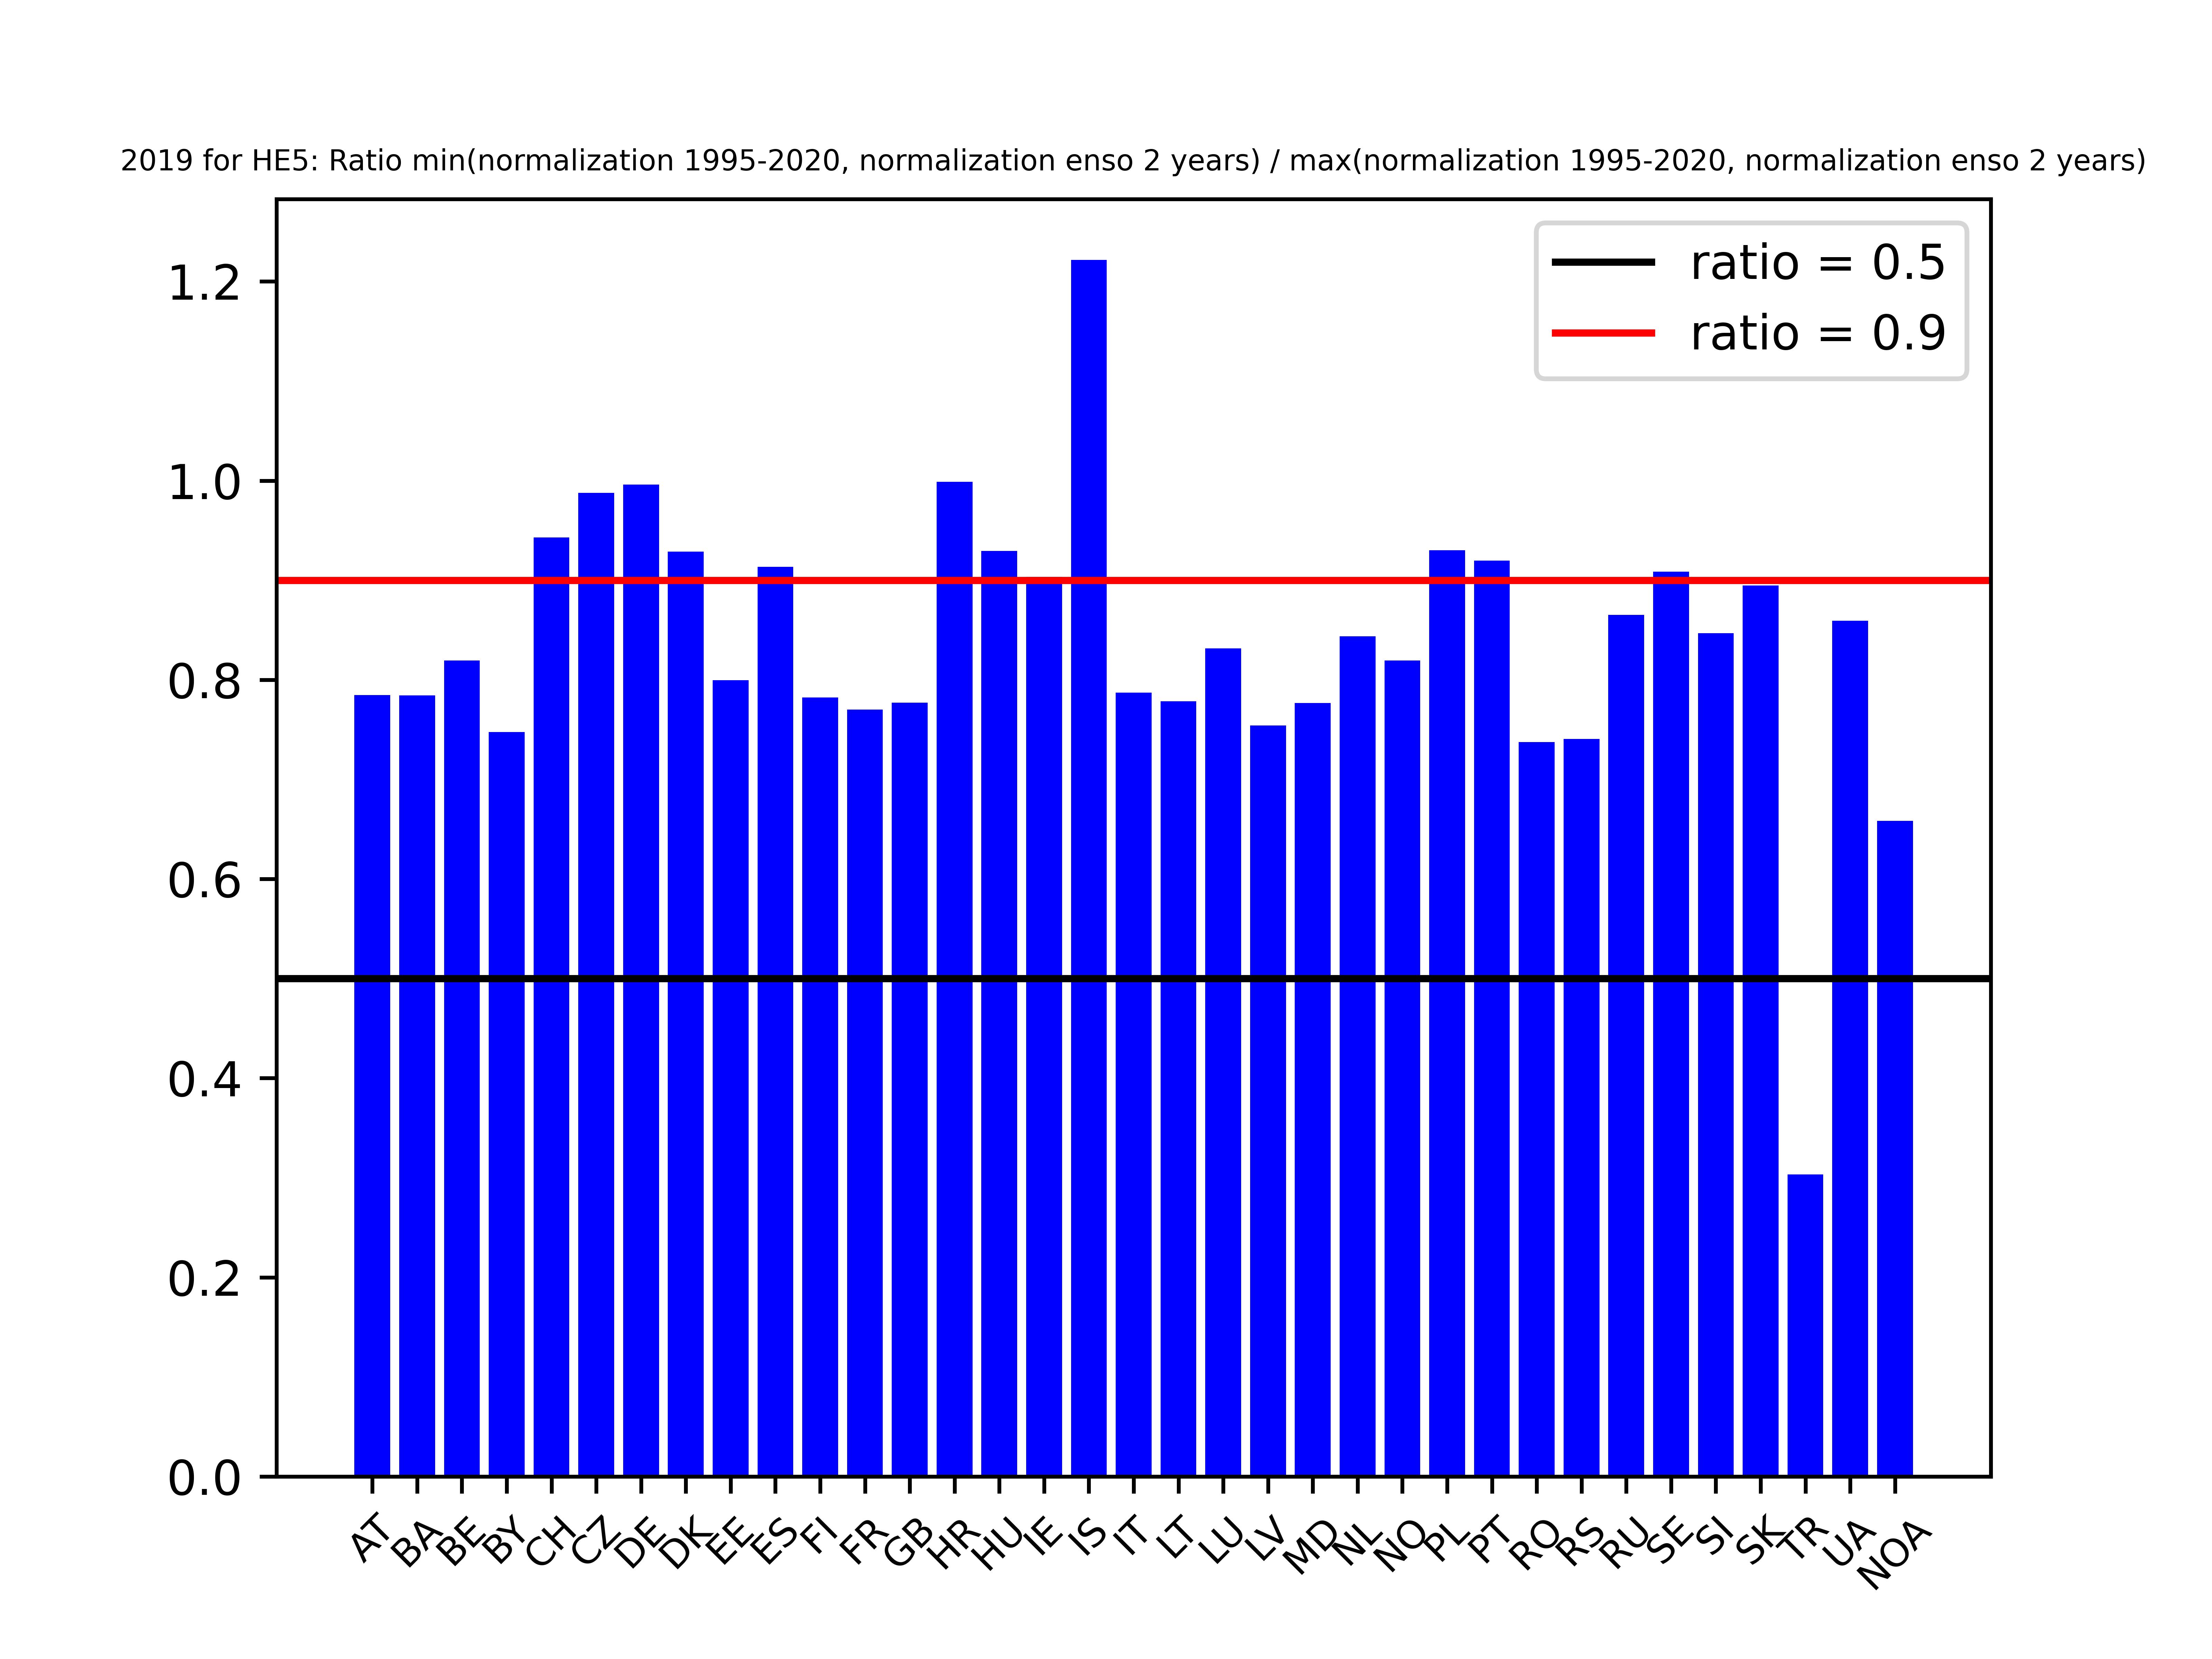 2019 for HE5: Ratio min(normalization 1995-2020, normalization enso 2 years) / max(normalization 1995-2020, normalization enso 2 years)
ratio = 0.5
ratio = 0.9
1.2
1.0
0.8
0.6
0.4
0.2
0.0
AT BA BE BY CH CZ DE DK EE ES FI FR GB HR HU IE IS IT LT LU LV MD NL NO PL PT RO RS RU SE SI SK TR UA NOA